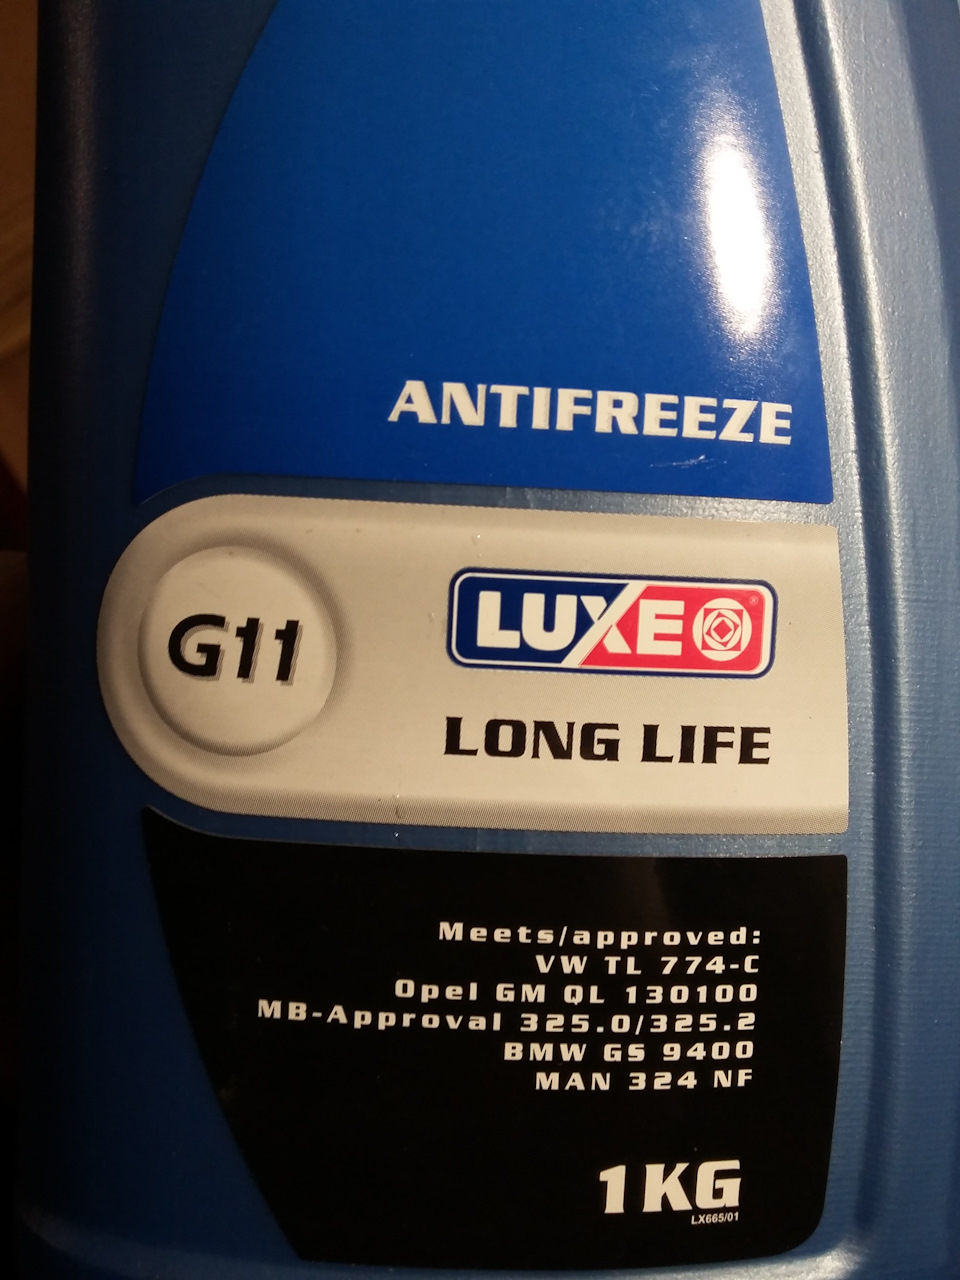 ANTIFREEZE
G11
LUXE ®
LONG LIFE
Meets/approved:
VW TL 774-C
Opel GM QL 130100
MB-Approval 325.0/325.2
BMW GS 9400
MAN 324 NF
1KG
LX665/01